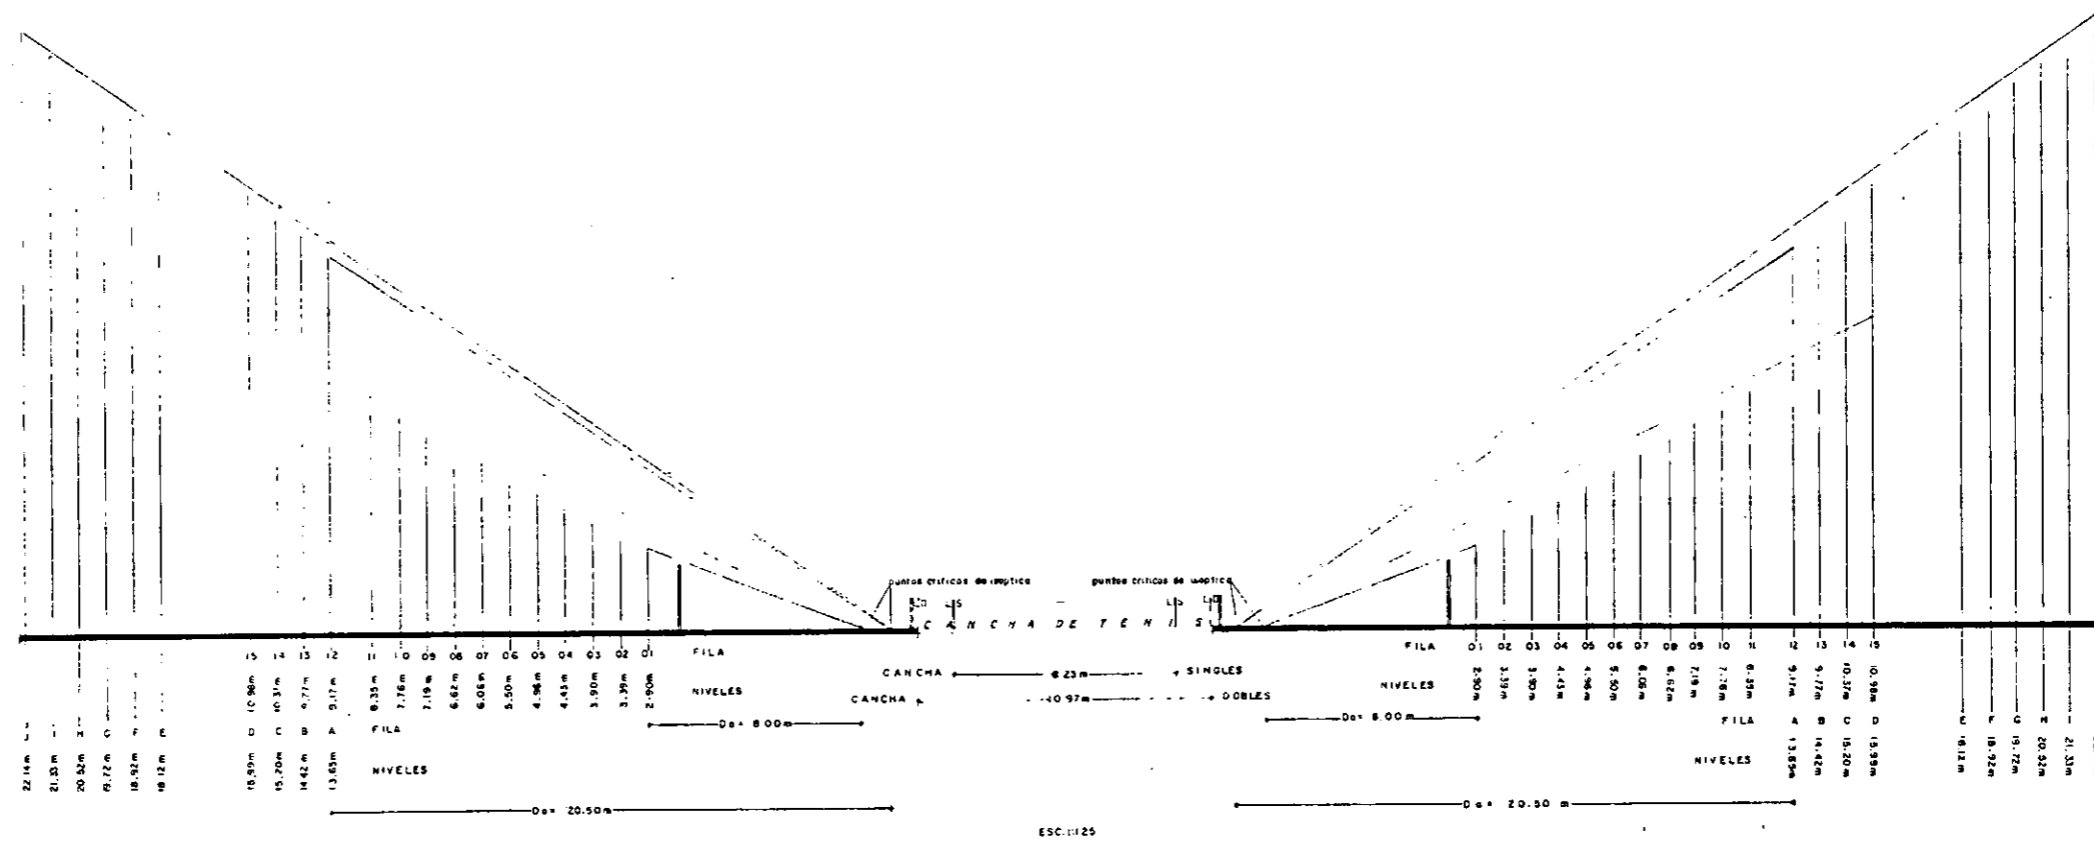 puntos criticos de isoptica
puntos criticos de isoptica
LD LS
LS LD
CANCHA DE TENIS
15 14 13 12 11 10 09 08 07 06 05 04 03 02 01 FILA
10.98m 10.37m 9.77m 9.17m 8.35m 7.76m 7.19m 6.62m 6.06m 5.50m 4.96m 4.43m 3.90m 3.39m 2.90m NIVELES
CANCHA 8.23m SINGLES
CANCHA 10.97m DOBLES
FILA 01 02 03 04 05 06 07 08 09 10 11 12 13 14 15
NIVELES 2.90m 3.39m 3.90m 4.43m 4.96m 5.50m 6.06m 6.62m 7.19m 7.76m 8.35m 9.17m 9.77m 10.37m 10.98m
Do= 8.00m
Do= 8.00m
J I H G F E D C B A FILA
22.14m 21.33m 20.52m 19.72m 18.92m 18.12m 15.99m 15.20m 14.42m 13.65m NIVELES
FILA A B C D E F G H I
NIVELES 13.65m 14.42m 15.20m 15.99m 18.12m 18.92m 19.72m 20.52m 21.33m
Do= 20.50m
Do= 20.50 m
ESC. 1:125